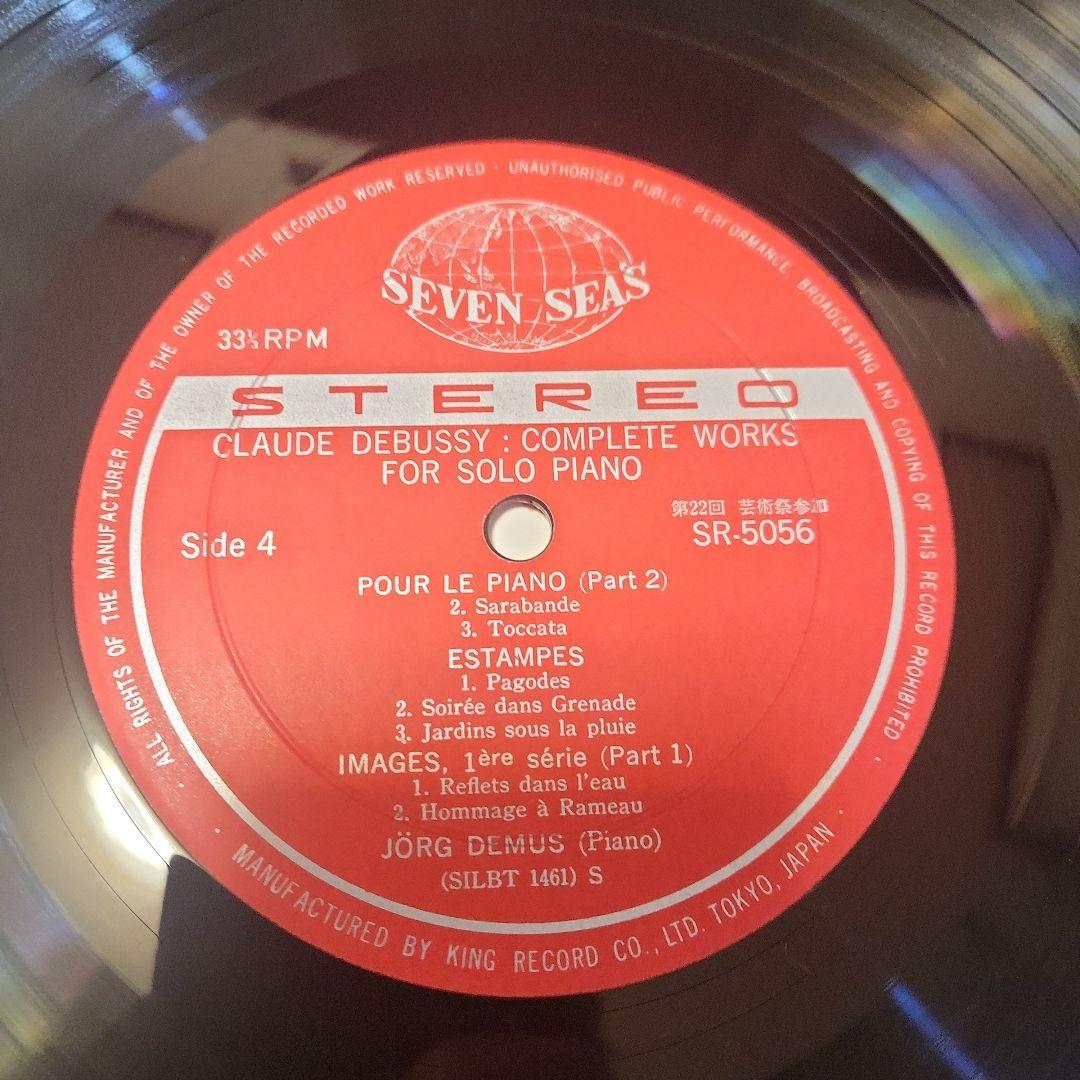 ALL RIGHTS OF THE MANUFACTURER AND OF THE OWNER OF THE RECORDED WORK RESERVED · UNAUTHORISED PUBLIC PERFORMANCE BROADCASTING AND COPYING OF THIS RECORD PROHIBITED
SEVEN SEAS
33⅓ RPM
STEREO
CLAUDE DEBUSSY : COMPLETE WORKS
FOR SOLO PIANO
第22回 芸術祭参加
Side 4
SR-5056
POUR LE PIANO (Part 2)
2. Sarabande
3. Toccata
ESTAMPES
1. Pagodes
2. Soirée dans Grenade
3. Jardins sous la pluie
IMAGES, 1ère série (Part 1)
1. Reflets dans l'eau
2. Hommage à Rameau
JÖRG DEMUS (Piano)
(SILBT 1461) S
· MANUFACTURED BY KING RECORD CO., LTD. TOKYO, JAPAN ·